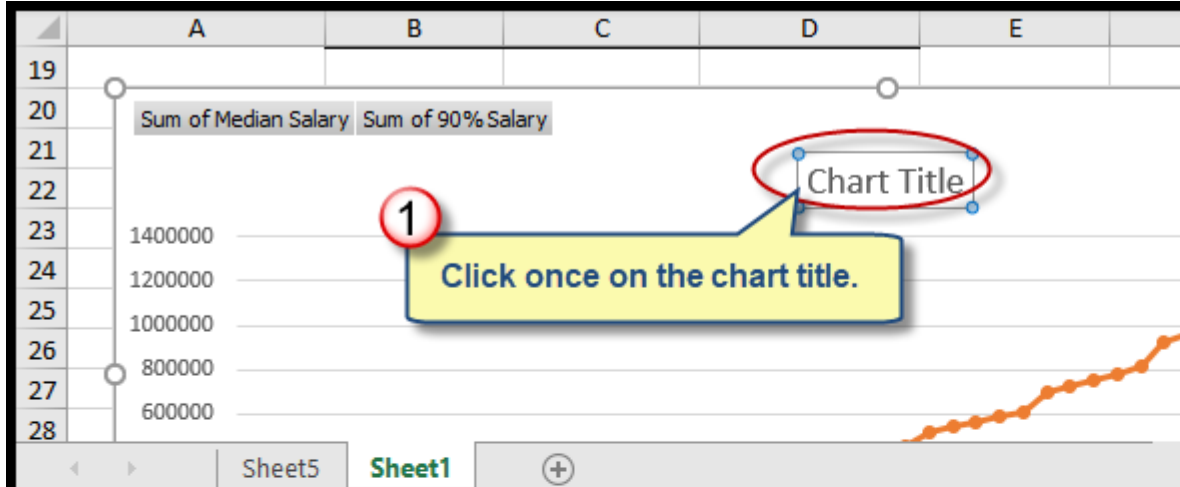 A B C D E
19
20 Sum of Median Salary Sum of 90% Salary
21
22 Chart Title
1
23 1400000
24 1200000 Click once on the chart title.
25
26 1000000
27 800000
28 600000
Sheet5 Sheet1